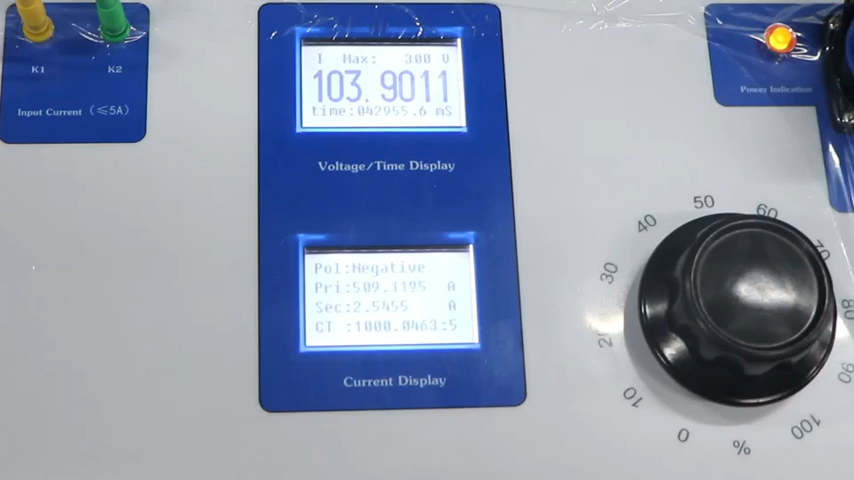 K1 K2
Input Current (≤5A)
I Max: 300 V
103.9011
time:042955.6 mS
Voltage/Time Display
Pol:Negative
Pri:509.1195 A
Sec:2.5455 A
CT :1000.0463:5
Current Display
Power Indication
0
10
20
30
40
50
60
70
80
90
100
%